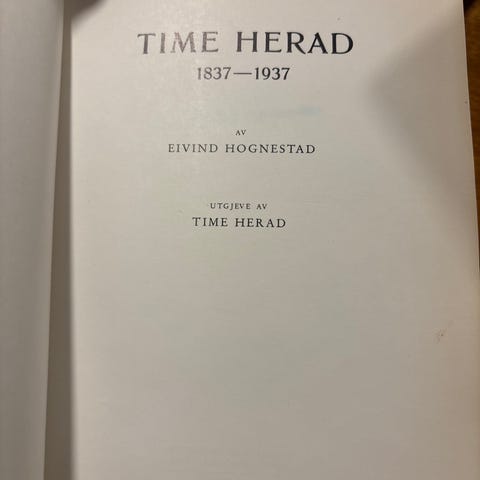 TIME HERAD
1837—1937
AV
EIVIND HOGNESTAD
UTGJEVE AV
TIME HERAD